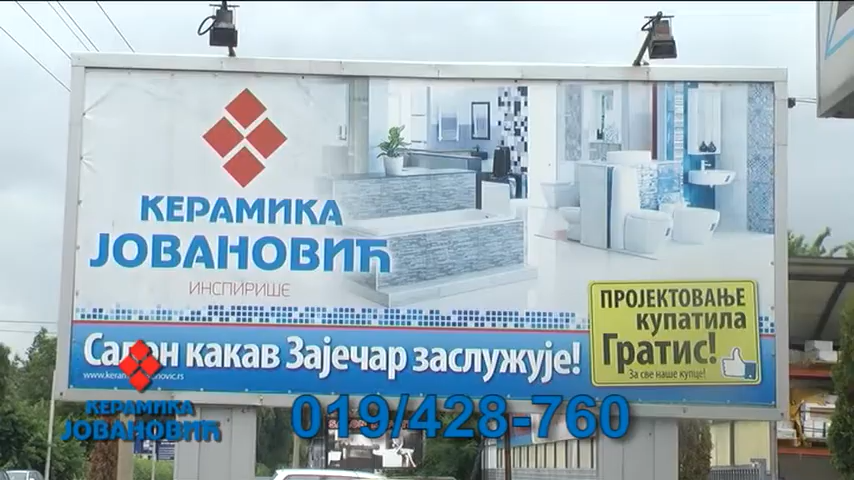 КЕРАМИКА
ЈОВАНОВИЋ
ИНСПИРИШЕ
ПРОЈЕКТОВАЊЕ
КУПАТИЛА
Гратис!
За све наше купце!
Салон какав Зајечар заслужује!
КЕРАМИКА
ЈОВАНОВИЋ
019/428-760